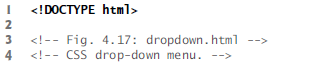 1 <!DOCTYPE html>
2
3 <!-- Fig. 4.17: dropdown.html -->
4 <!-- CSS drop-down menu. -->